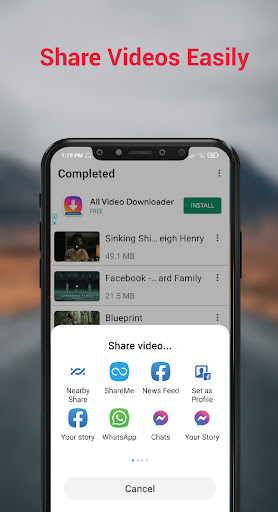 Share Videos Easily
1:19 PM
Completed
All Video Downloader
FREE
INSTALL
Sinking Shi...eigh Henry
49.1 MB
Facebook -...ard Family
21.5 MB
Blueprint
Share video...
Nearby Share
ShareMe
News Feed
Set as Profile
Your story
WhatsApp
Chats
Your Story
Cancel